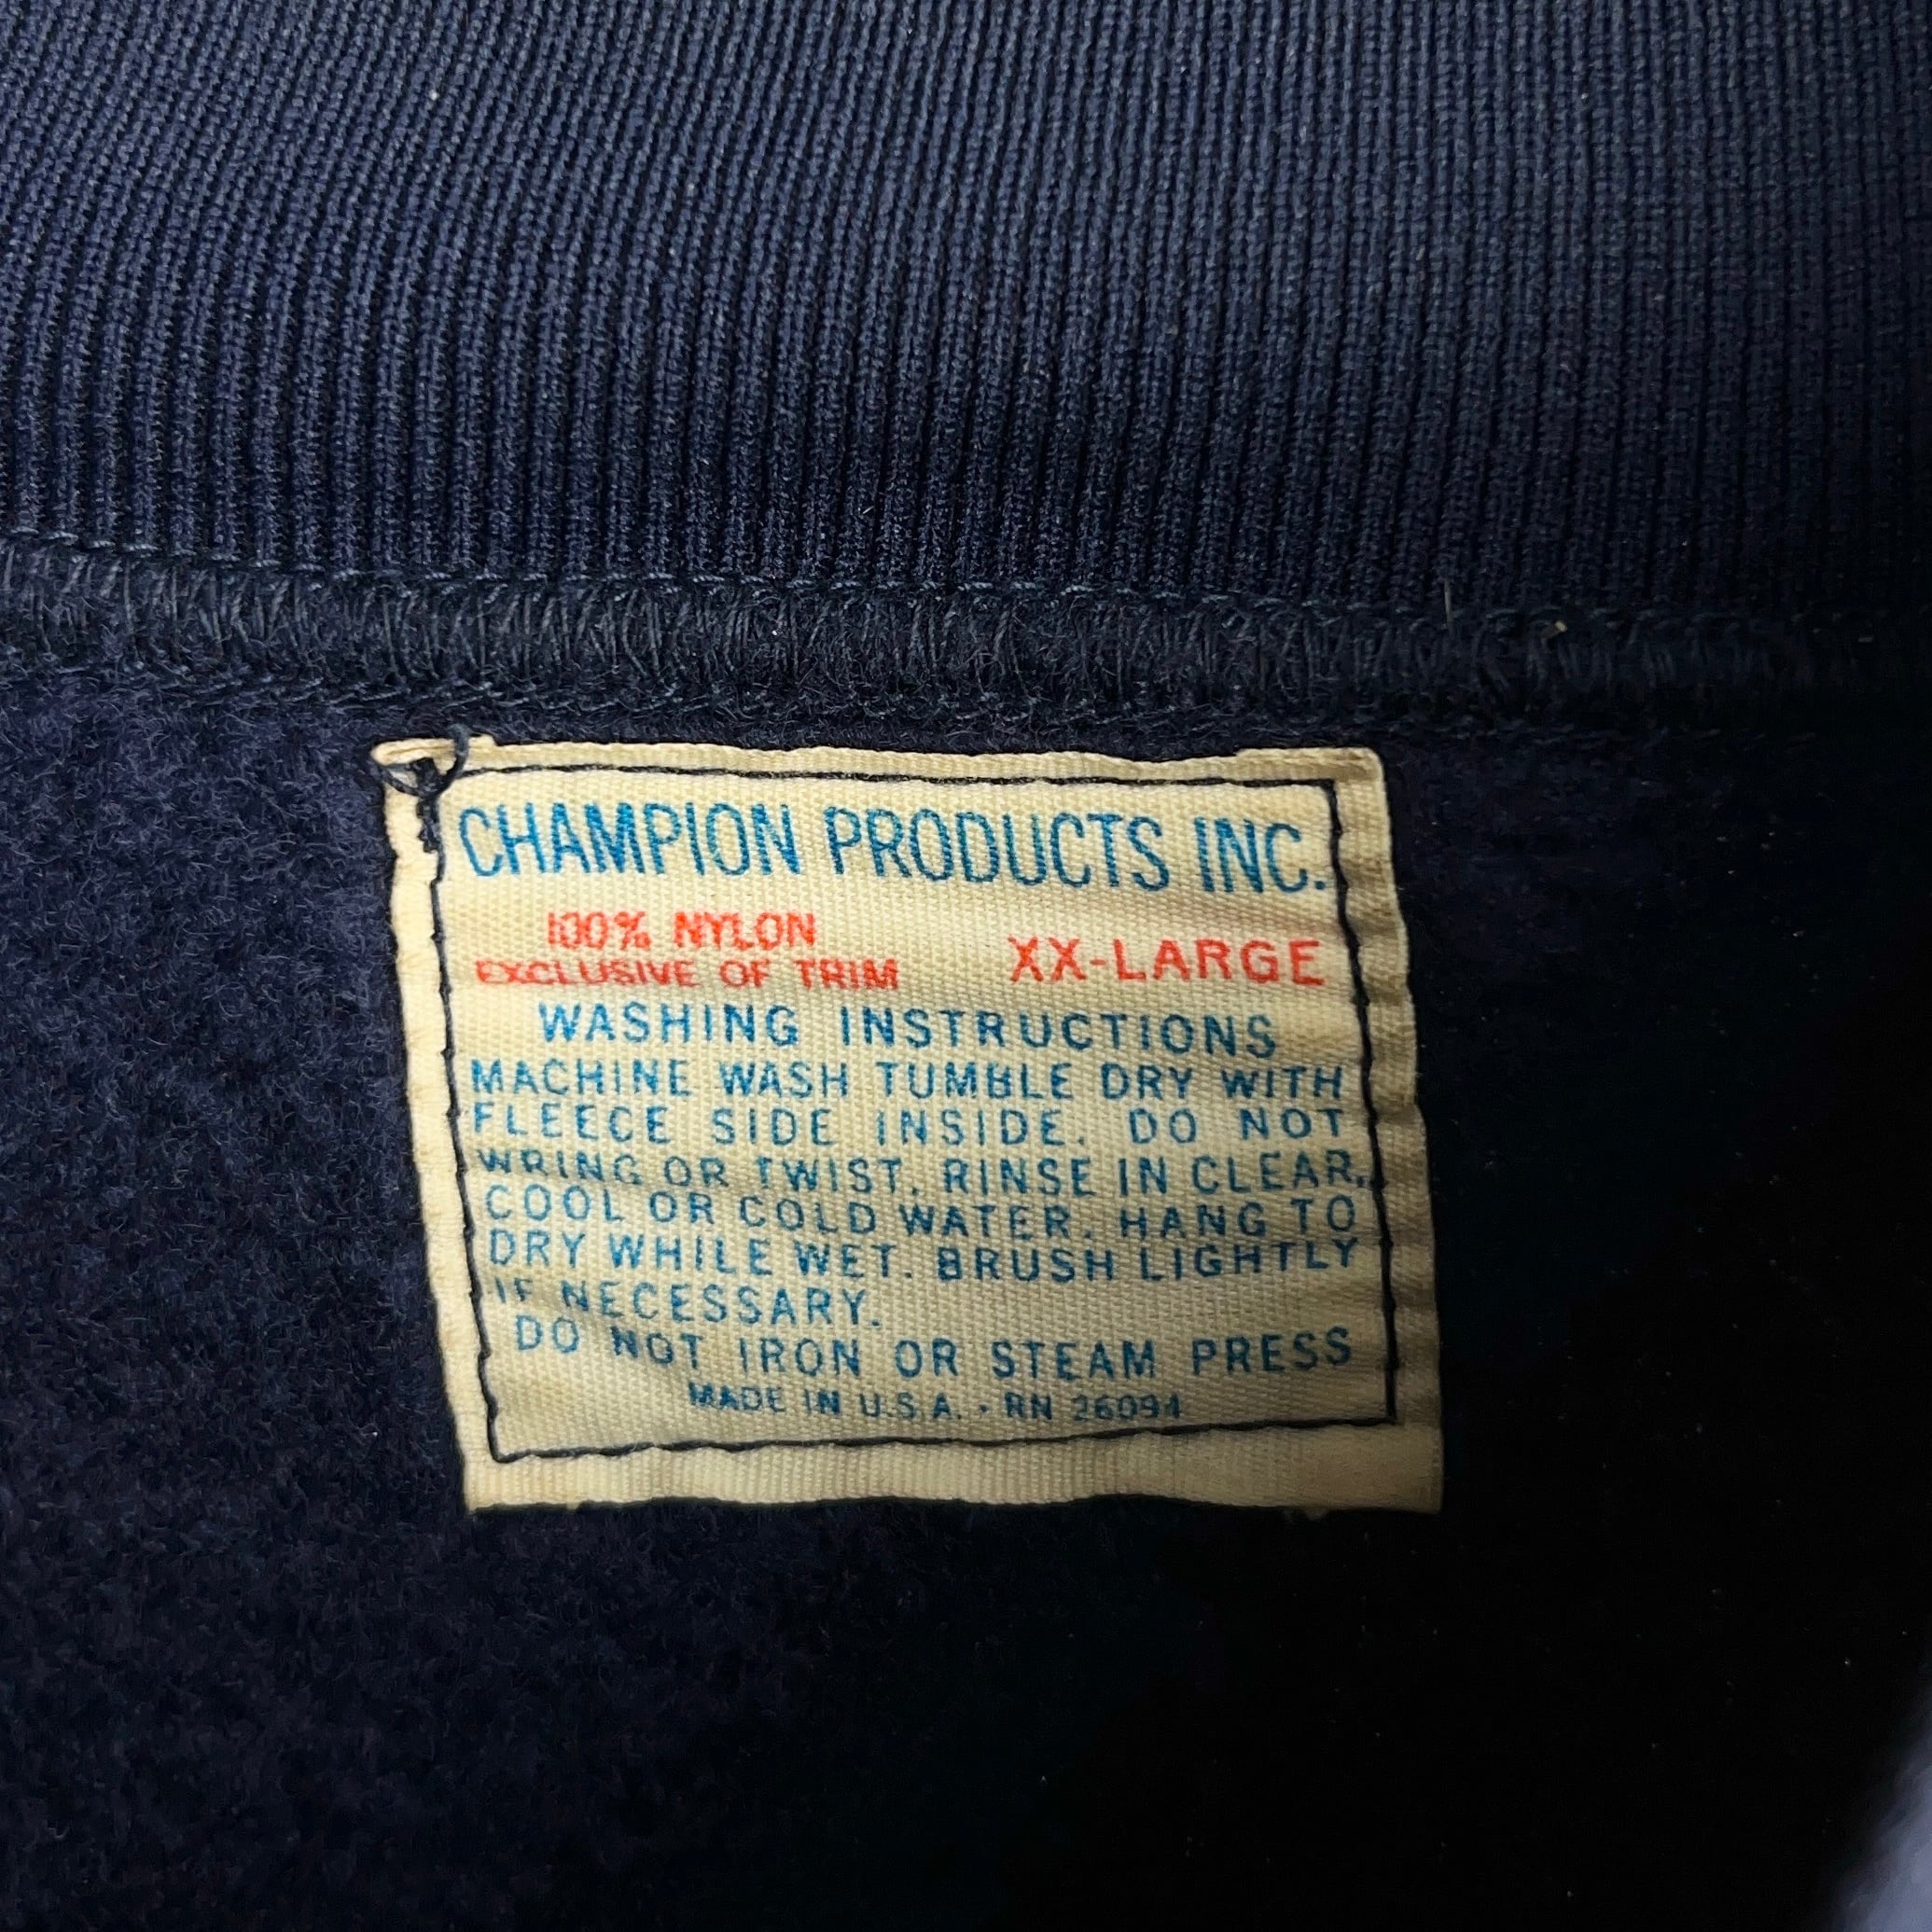 CHAMPION PRODUCTS INC.
100% NYLON
EXCLUSIVE OF TRIM
XX-LARGE
WASHING INSTRUCTIONS
MACHINE WASH TUMBLE DRY WITH
FLEECE SIDE INSIDE. DO NOT
WRING OR TWIST. RINSE IN CLEAR,
COOL OR COLD WATER. HANG TO
DRY WHILE WET. BRUSH LIGHTLY
IF NECESSARY.
DO NOT IRON OR STEAM PRESS
MADE IN U.S.A. · RN 26094